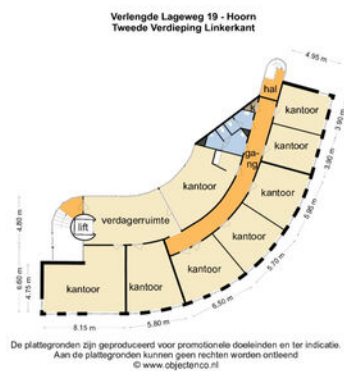 Verlengde Lageweg 19 - Hoorn
Tweede Verdieping Linkerkant
4.95 m
hal
k
kantoor
3.90 m
kantoor
3.90 m
ga-
ng
kantoor
kantoor
5.95 m
verdagerruimte
kantoor
lift
4.80 m
kantoor
5.70 m
6.60 m
4.75 m
kantoor
kantoor
6.50 m
8.15 m
5.80 m
De plattegronden zijn geproduceerd voor promotionele doeleinden en ter indicatie.
Aan de plattegronden kunnen geen rechten worden ontleend
© www.objectenco.nl